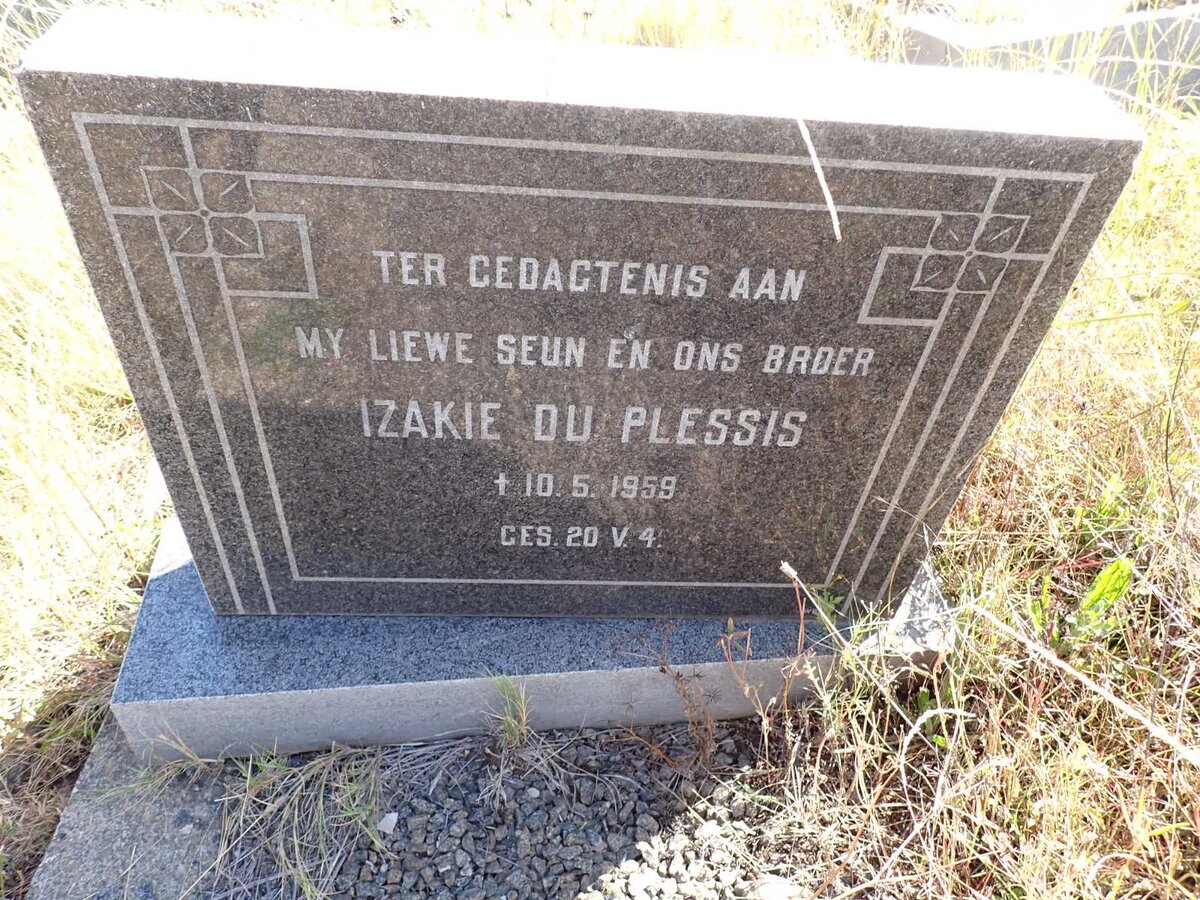 TER GEDAGTENIS AAN
MY LIEWE SEUN EN ONS BROER
IZAKIE DU PLESSIS
† 10. 5. 1959
GES. 20 V. 4.